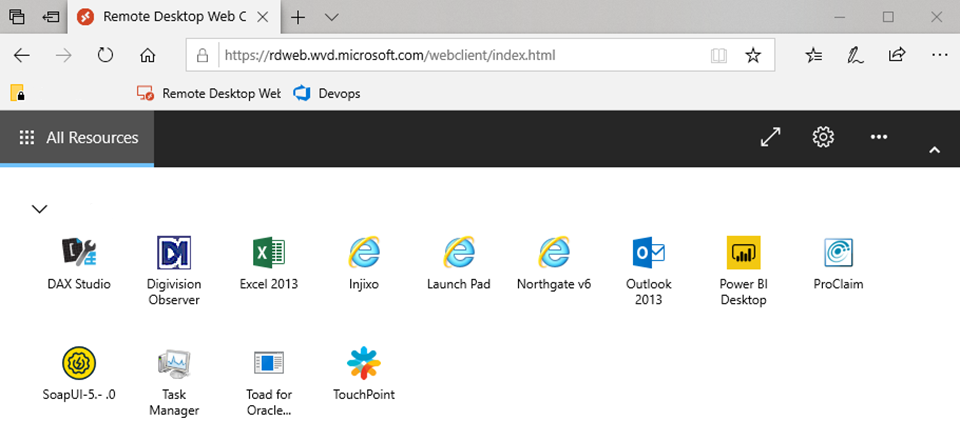 Remote Desktop Web C
https://rdweb.wvd.microsoft.com/webclient/index.html
Remote Desktop Wet
Devops
All Resources
DAX Studio
Digivision
Observer
Excel 2013
Injixo
Launch Pad
Northgate v6
Outlook
2013
Power BI
Desktop
ProClaim
SoapUI-5.- .0
Task
Manager
Toad for
Oracle...
TouchPoint